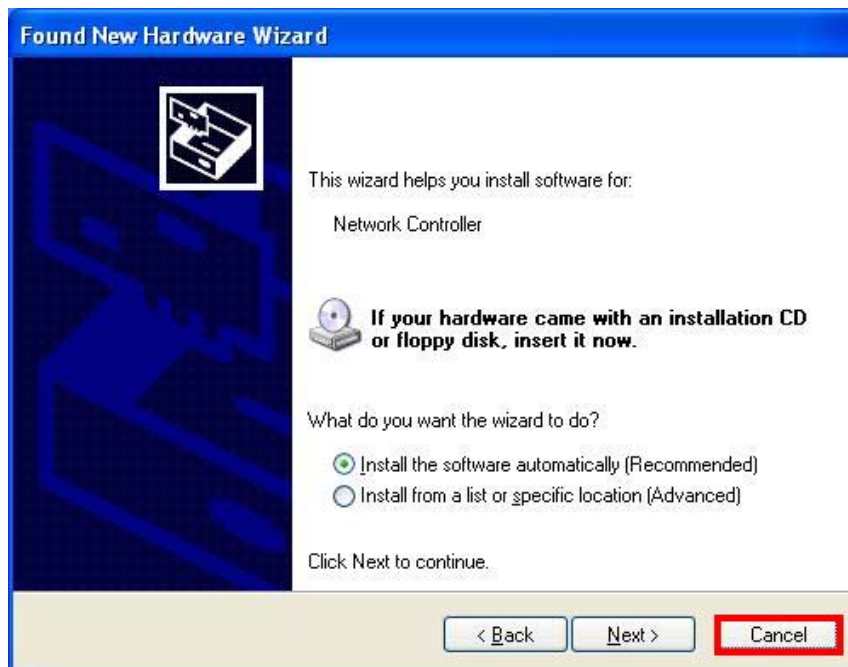 Found New Hardware Wizard
This wizard helps you install software for:
Network Controller
If your hardware came with an installation CD
or floppy disk, insert it now.
What do you want the wizard to do?
Install the software automatically (Recommended)
Install from a list or specific location (Advanced)
Click Next to continue.
< Back Next > Cancel